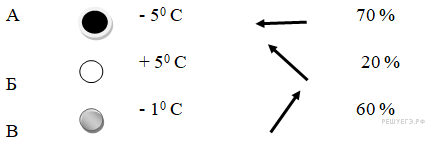 А - 5⁰ С 70 %
+ 5⁰ С 20 %
Б
- 1⁰ С 60 %
В
РЕШУЕГЭ.РФ